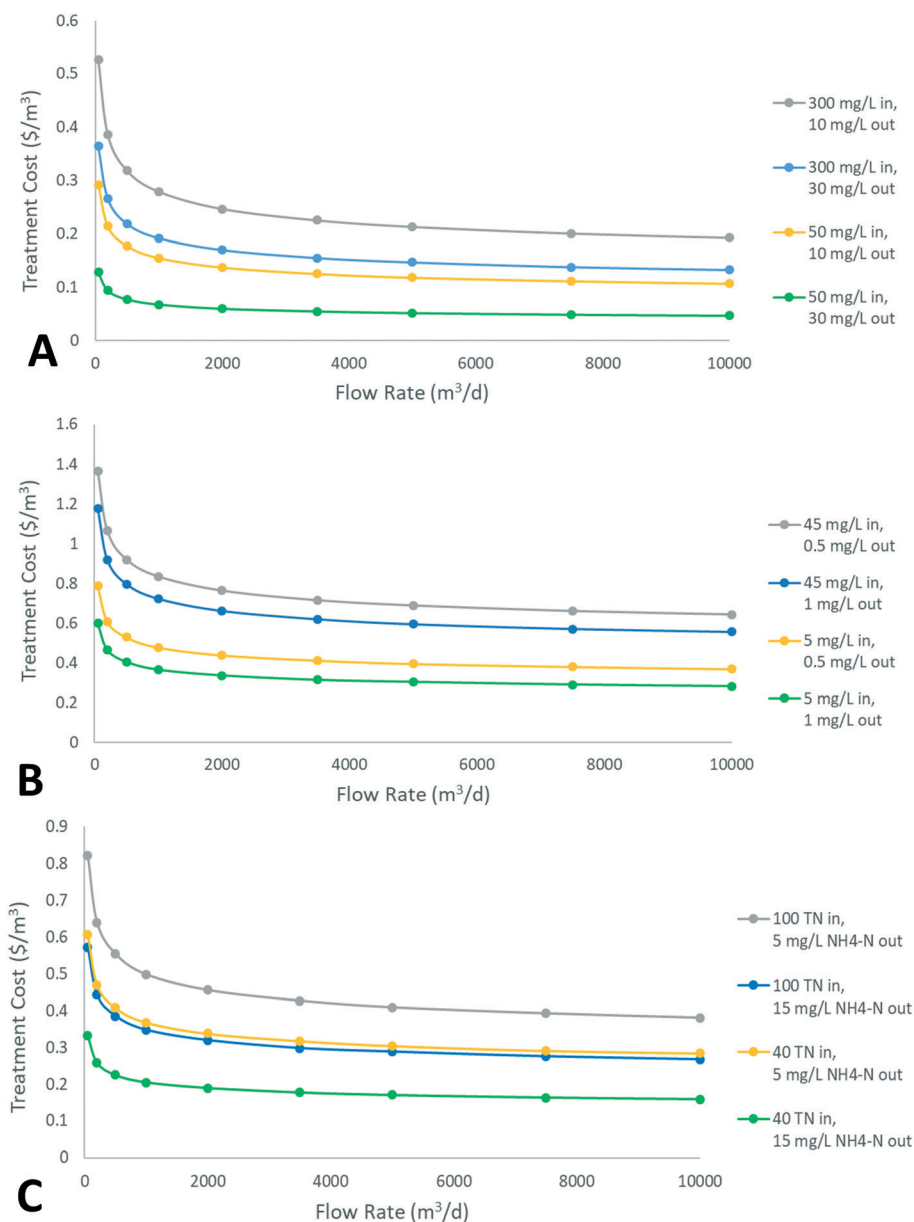 0.6
0.5
0.4
0.3
0.2
0.1
0
Treatment Cost ($/m³)
0 2000 4000 6000 8000 10000
Flow Rate (m³/d)
300 mg/L in,
10 mg/L out
300 mg/L in,
30 mg/L out
50 mg/L in,
10 mg/L out
50 mg/L in,
30 mg/L out
A
1.6
1.4
1.2
1
0.8
0.6
0.4
0.2
0
Treatment Cost ($/m³)
0 2000 4000 6000 8000 10000
Flow Rate (m³/d)
45 mg/L in,
0.5 mg/L out
45 mg/L in,
1 mg/L out
5 mg/L in,
0.5 mg/L out
5 mg/L in,
1 mg/L out
B
0.9
0.8
0.7
0.6
0.5
0.4
0.3
0.2
0.1
0
Treatment Cost ($/m³)
0 2000 4000 6000 8000 10000
Flow Rate (m³/d)
100 TN in,
5 mg/L NH4-N out
100 TN in,
15 mg/L NH4-N out
40 TN in,
5 mg/L NH4-N out
40 TN in,
15 mg/L NH4-N out
C